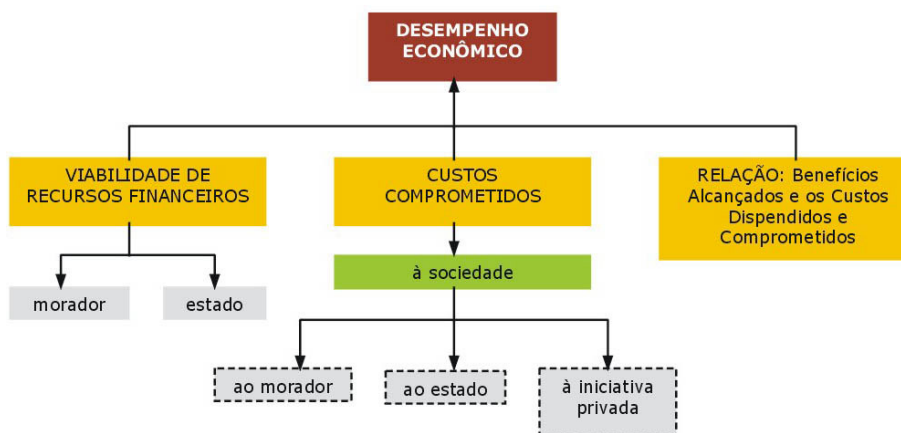 DESEMPENHO
ECONÔMICO
VIABILIDADE DE
RECURSOS FINANCEIROS
CUSTOS
COMPROMETIDOS
RELAÇÃO: Benefícios
Alcançados e os Custos
Dispendidos e
Comprometidos
à sociedade
morador
estado
ao morador
ao estado
à iniciativa
privada